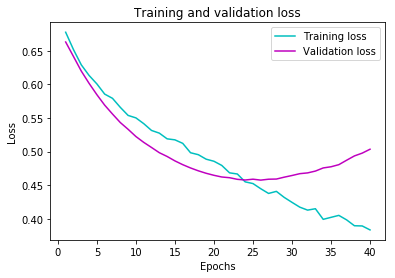 Training and validation loss
Training loss
Validation loss
0.65
0.60
0.55
0.50
0.45
0.40
Loss
0 5 10 15 20 25 30 35 40
Epochs